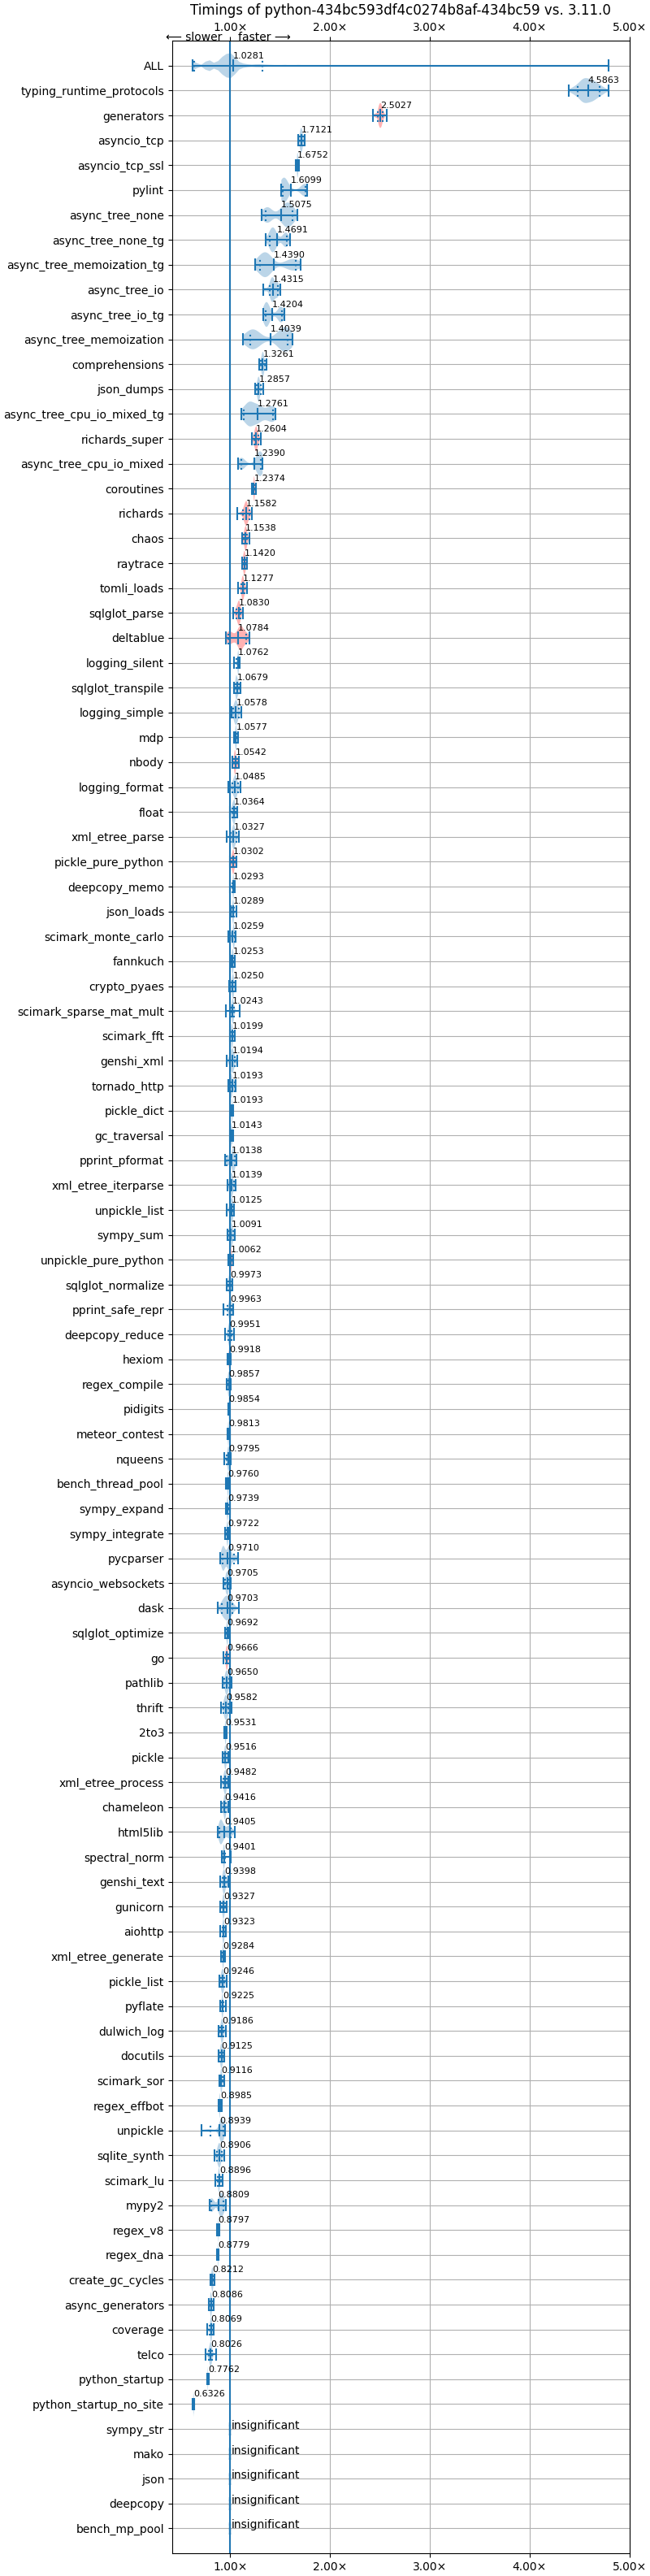 Timings of python-434bc593df4c0274b8af-434bc59 vs. 3.11.0
⟵ slower faster ⟶
1.00× 2.00× 3.00× 4.00× 5.00×
ALL 1.0281
typing_runtime_protocols 4.5863
generators 2.5027
asyncio_tcp 1.7121
asyncio_tcp_ssl 1.6752
pylint 1.6099
async_tree_none 1.5075
async_tree_none_tg 1.4691
async_tree_memoization_tg 1.4390
async_tree_io 1.4315
async_tree_io_tg 1.4204
async_tree_memoization 1.4039
comprehensions 1.3261
json_dumps 1.2857
async_tree_cpu_io_mixed_tg 1.2761
richards_super 1.2604
async_tree_cpu_io_mixed 1.2390
coroutines 1.2374
richards 1.1582
chaos 1.1538
raytrace 1.1420
tomli_loads 1.1277
sqlglot_parse 1.0830
deltablue 1.0784
logging_silent 1.0762
sqlglot_transpile 1.0679
logging_simple 1.0578
mdp 1.0577
nbody 1.0542
logging_format 1.0485
float 1.0364
xml_etree_parse 1.0327
pickle_pure_python 1.0302
deepcopy_memo 1.0293
json_loads 1.0289
scimark_monte_carlo 1.0259
fannkuch 1.0253
crypto_pyaes 1.0250
scimark_sparse_mat_mult 1.0243
scimark_fft 1.0199
genshi_xml 1.0194
tornado_http 1.0193
pickle_dict 1.0193
gc_traversal 1.0143
pprint_pformat 1.0138
xml_etree_iterparse 1.0139
unpickle_list 1.0125
sympy_sum 1.0091
unpickle_pure_python 1.0062
sqlglot_normalize 0.9973
pprint_safe_repr 0.9963
deepcopy_reduce 0.9951
hexiom 0.9918
regex_compile 0.9857
pidigits 0.9854
meteor_contest 0.9813
nqueens 0.9795
bench_thread_pool 0.9760
sympy_expand 0.9739
sympy_integrate 0.9722
pycparser 0.9710
asyncio_websockets 0.9705
dask 0.9703
sqlglot_optimize 0.9692
go 0.9666
pathlib 0.9650
thrift 0.9582
2to3 0.9531
pickle 0.9516
xml_etree_process 0.9482
chameleon 0.9416
html5lib 0.9405
spectral_norm 0.9401
genshi_text 0.9398
gunicorn 0.9327
aiohttp 0.9323
xml_etree_generate 0.9284
pickle_list 0.9246
pyflate 0.9225
dulwich_log 0.9186
docutils 0.9125
scimark_sor 0.9116
regex_effbot 0.8985
unpickle 0.8939
sqlite_synth 0.8906
scimark_lu 0.8896
mypy2 0.8809
regex_v8 0.8797
regex_dna 0.8779
create_gc_cycles 0.8212
async_generators 0.8086
coverage 0.8069
telco 0.8026
python_startup 0.7762
python_startup_no_site 0.6326
sympy_str insignificant
mako insignificant
json insignificant
deepcopy insignificant
bench_mp_pool insignificant
1.00× 2.00× 3.00× 4.00× 5.00×